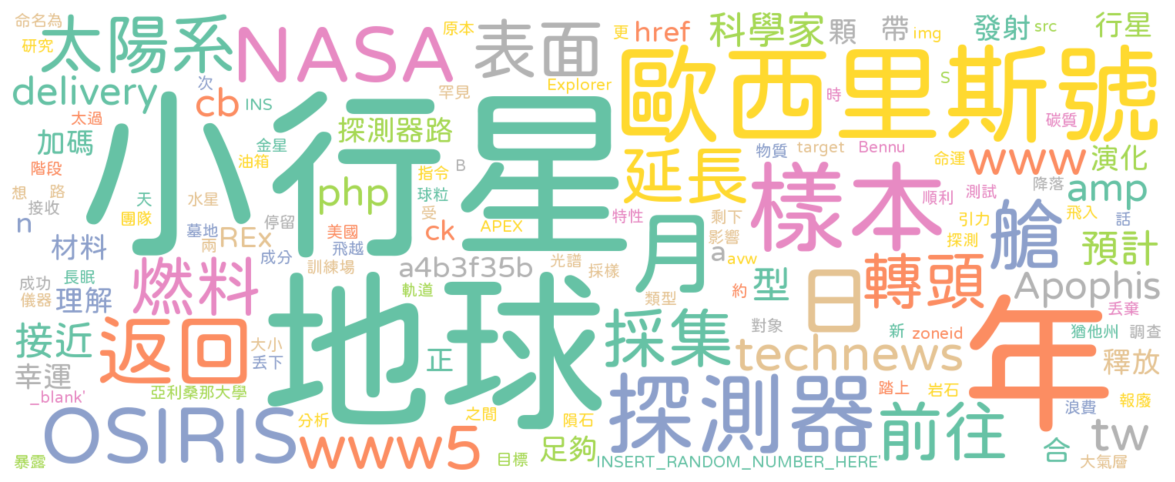 命名為 太陽系 NASA 原本 表面 更 href 科學家 顆 帶 img 發射 src 行星
研究 delivery 次 cb INS 罕見 Explorer 歐西里斯號 時 S 碳質
太過 加碼 小行星 探測器路 延長 物質 target Bennu 命運 www 演化
階段 金星 油箱 php 指令 B 球粒 樣本 順利 測試 降落 amp
想 路 天 水星 停留 受 特性 剩下 引力 艙 飛入 話
接收 團隊 墓地 兩 REx 美國 飛越 ck APEX 月 影響 a 探測 預計
n 材料 燃料 成分 訓練場 a4b3f35b 光譜 採樣 avw 型 日 轉頭 Apophis
成功 長眠 儀器 理解 軌道 地球 類型 約 丟棄
接近 返回 大小 丟下 正 採集 對象 新 zoneid 年 猶他州 調查
幸運 technews 釋放
_blank' 亞利桑那大學 探測器 踏上 岩石 浪費 報廢
OSIRIS 分析 之間 隕石 足夠 前往 tw
暴露 www5 目標 INSERT_RANDOM_NUMBER_HERE' 合 大氣層